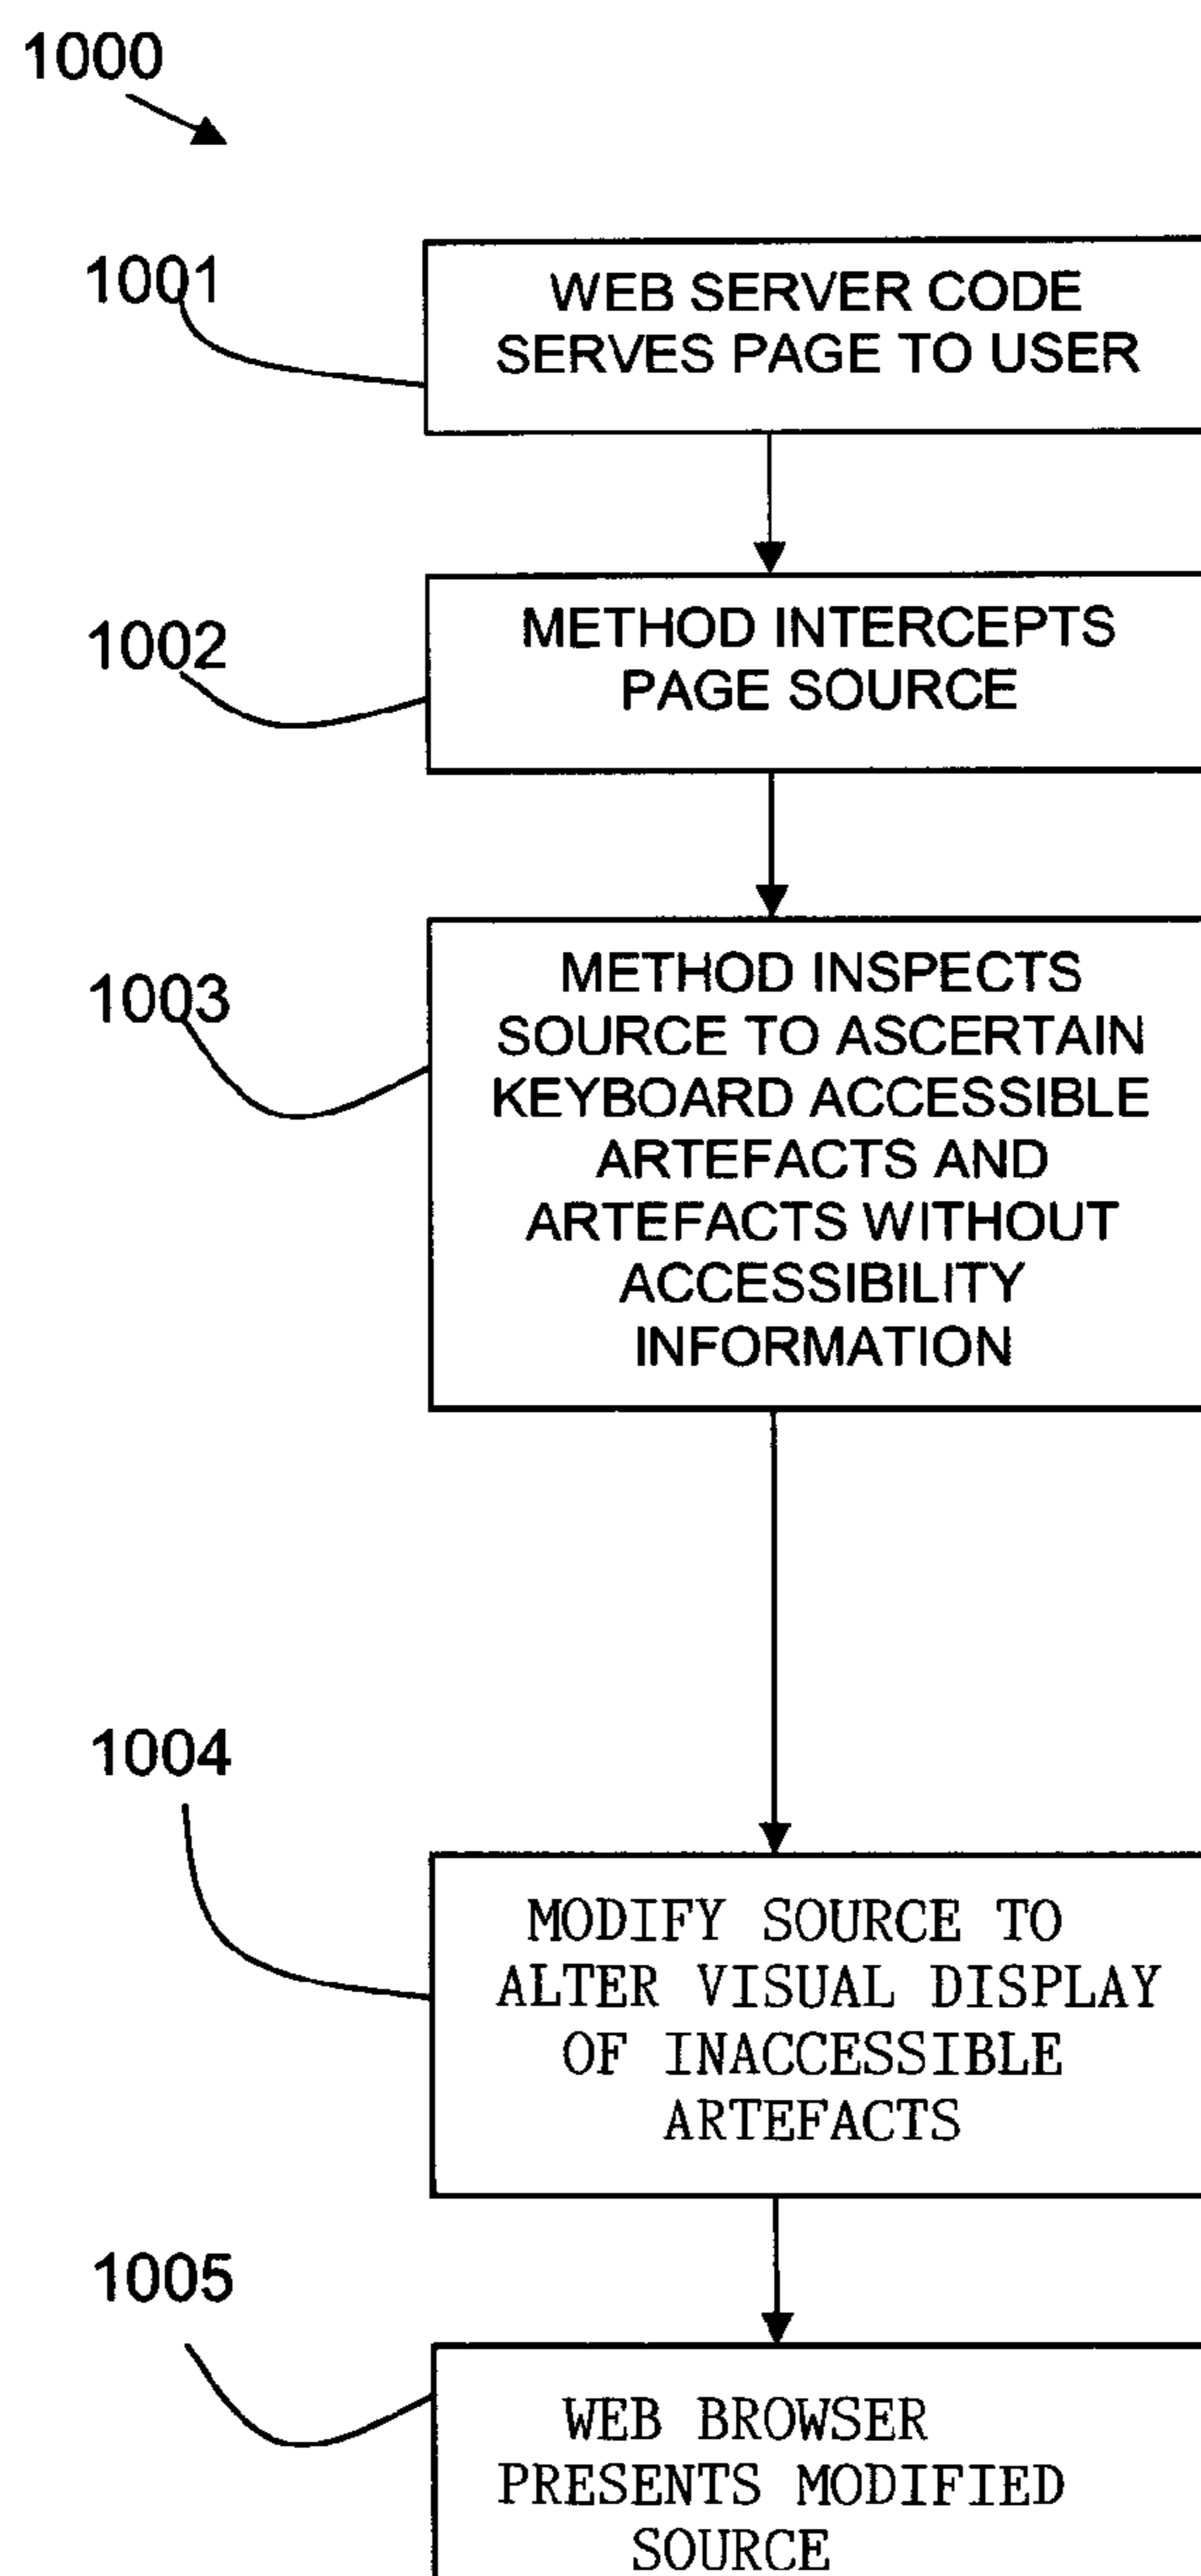 1000
1001
WEB SERVER CODE
SERVES PAGE TO USER
1002
METHOD INTERCEPTS
PAGE SOURCE
1003
METHOD INSPECTS
SOURCE TO ASCERTAIN
KEYBOARD ACCESSIBLE
ARTEFACTS AND
ARTEFACTS WITHOUT
ACCESSIBILITY
INFORMATION
1004
MODIFY SOURCE TO
ALTER VISUAL DISPLAY
OF INACCESSIBLE
ARTEFACTS
1005
WEB BROWSER
PRESENTS MODIFIED
SOURCE